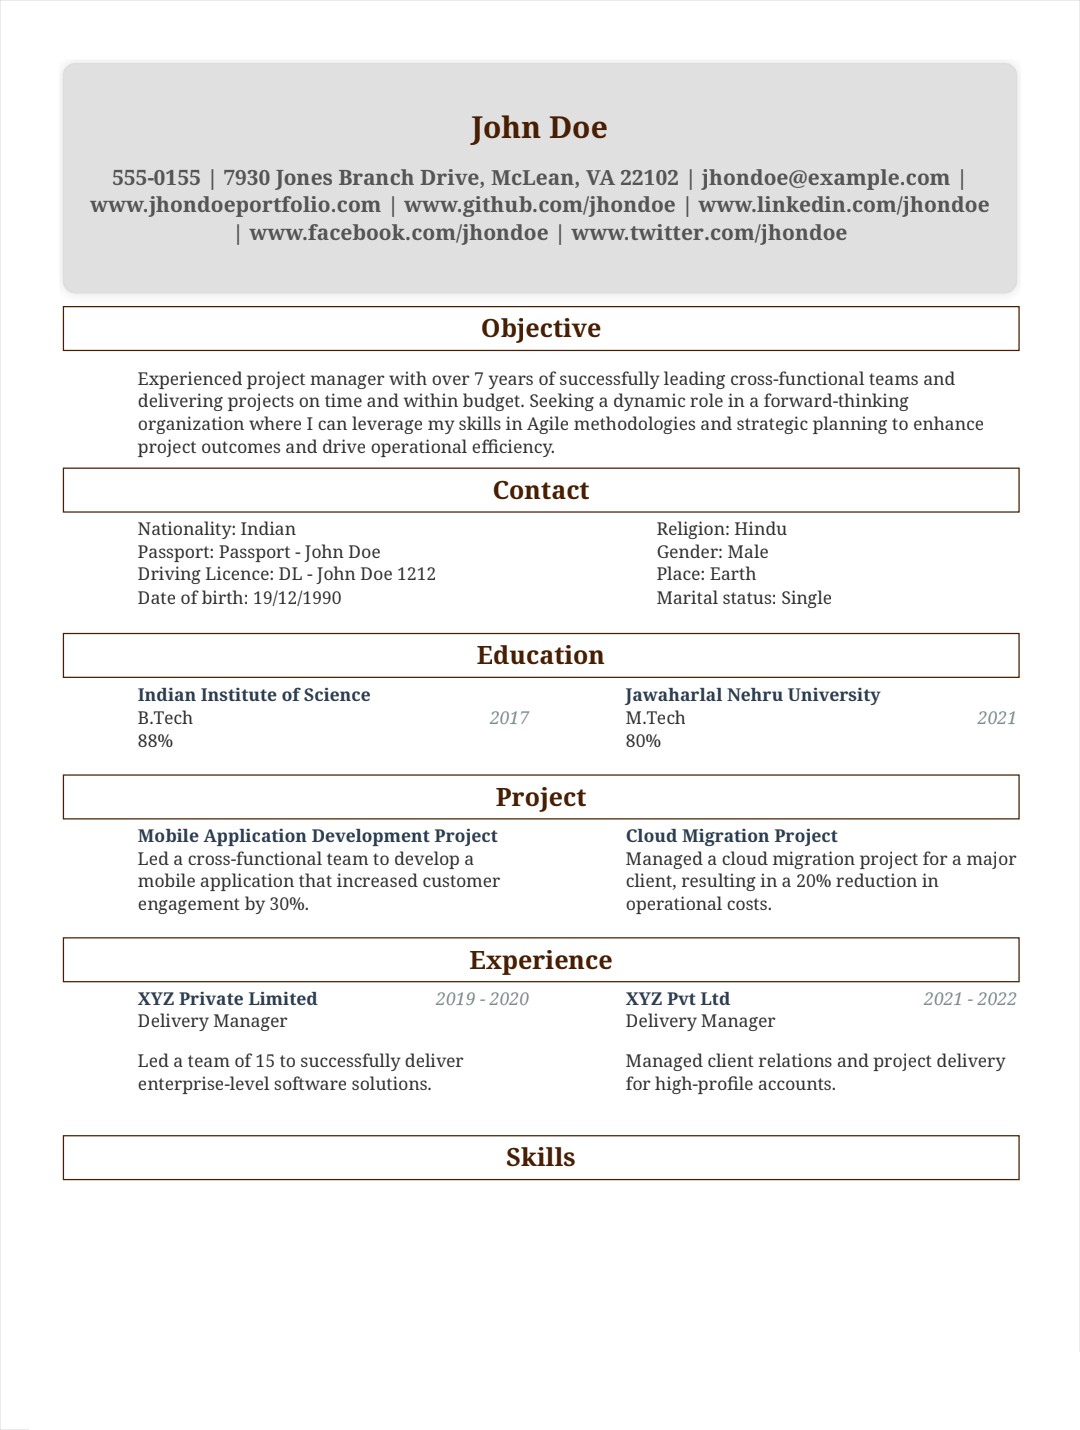 John Doe
555-0155 | 7930 Jones Branch Drive, McLean, VA 22102 | jhondoe@example.com |
www.jhondoeportfolio.com | www.github.com/jhondoe | www.linkedin.com/jhondoe
| www.facebook.com/jhondoe | www.twitter.com/jhondoe
Objective
Experienced project manager with over 7 years of successfully leading cross-functional teams and
delivering projects on time and within budget. Seeking a dynamic role in a forward-thinking
organization where I can leverage my skills in Agile methodologies and strategic planning to enhance
project outcomes and drive operational efficiency.
Contact
Nationality: Indian
Passport: Passport - John Doe
Driving Licence: DL - John Doe 1212
Date of birth: 19/12/1990
Religion: Hindu
Gender: Male
Place: Earth
Marital status: Single
Education
Indian Institute of Science
B.Tech 2017
88%
Jawaharlal Nehru University
M.Tech 2021
80%
Project
Mobile Application Development Project
Led a cross-functional team to develop a
mobile application that increased customer
engagement by 30%.
Cloud Migration Project
Managed a cloud migration project for a major
client, resulting in a 20% reduction in
operational costs.
Experience
XYZ Private Limited 2019 - 2020
Delivery Manager
Led a team of 15 to successfully deliver
enterprise-level software solutions.
XYZ Pvt Ltd 2021 - 2022
Delivery Manager
Managed client relations and project delivery
for high-profile accounts.
Skills